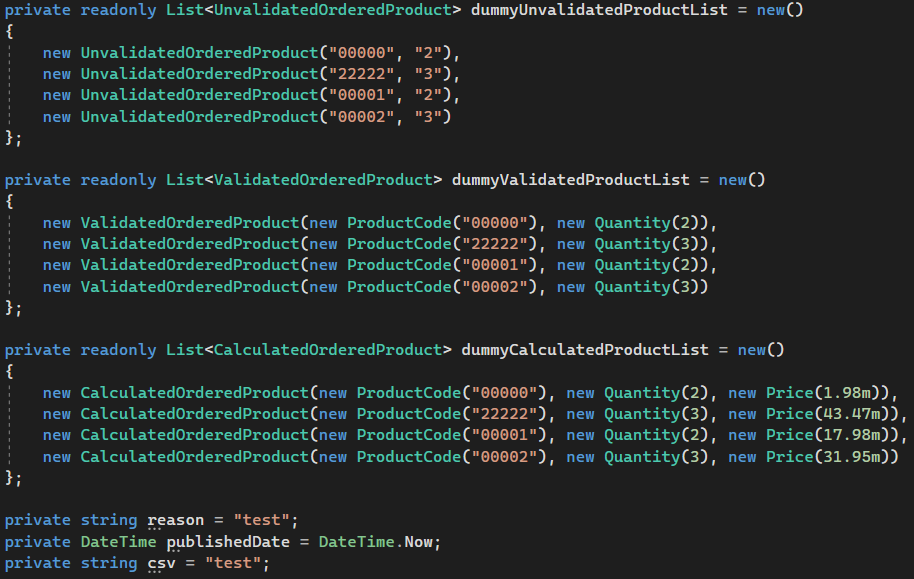 private readonly List<UnvalidatedOrderedProduct> dummyUnvalidatedProductList = new()
{
    new UnvalidatedOrderedProduct("00000", "2"),
    new UnvalidatedOrderedProduct("22222", "3"),
    new UnvalidatedOrderedProduct("00001", "2"),
    new UnvalidatedOrderedProduct("00002", "3")
};
private readonly List<ValidatedOrderedProduct> dummyValidatedProductList = new()
{
    new ValidatedOrderedProduct(new ProductCode("00000"), new Quantity(2)),
    new ValidatedOrderedProduct(new ProductCode("22222"), new Quantity(3)),
    new ValidatedOrderedProduct(new ProductCode("00001"), new Quantity(2)),
    new ValidatedOrderedProduct(new ProductCode("00002"), new Quantity(3))
};
private readonly List<CalculatedOrderedProduct> dummyCalculatedProductList = new()
{
    new CalculatedOrderedProduct(new ProductCode("00000"), new Quantity(2), new Price(1.98m)),
    new CalculatedOrderedProduct(new ProductCode("22222"), new Quantity(3), new Price(43.47m)),
    new CalculatedOrderedProduct(new ProductCode("00001"), new Quantity(2), new Price(17.98m)),
    new CalculatedOrderedProduct(new ProductCode("00002"), new Quantity(3), new Price(31.95m))
};
private string reason = "test";
private DateTime publishedDate = DateTime.Now;
private string csv = "test";